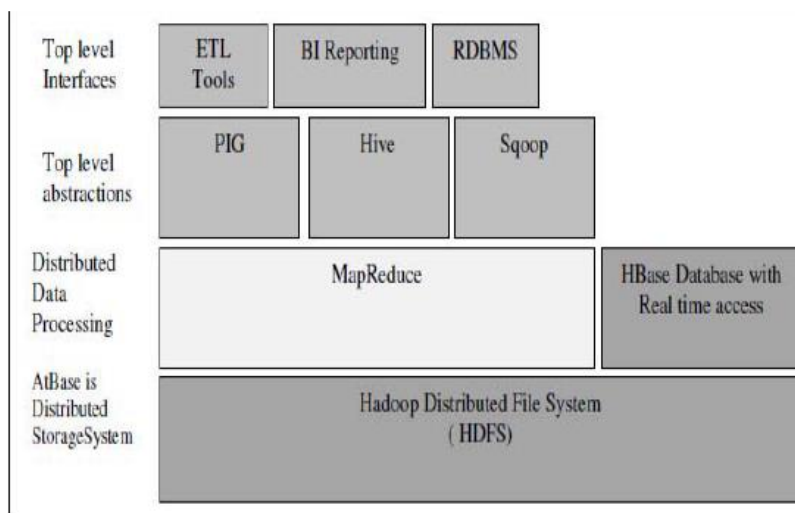 Top level
Interfaces
ETL
Tools
BI Reporting
RDBMS
Top level
abstractions
PIG
Hive
Sqoop
Distributed
Data
Processing
MapReduce
HBase Database with
Real time access
AtBase is
Distributed
StorageSystem
Hadoop Distributed File System
( HDFS)